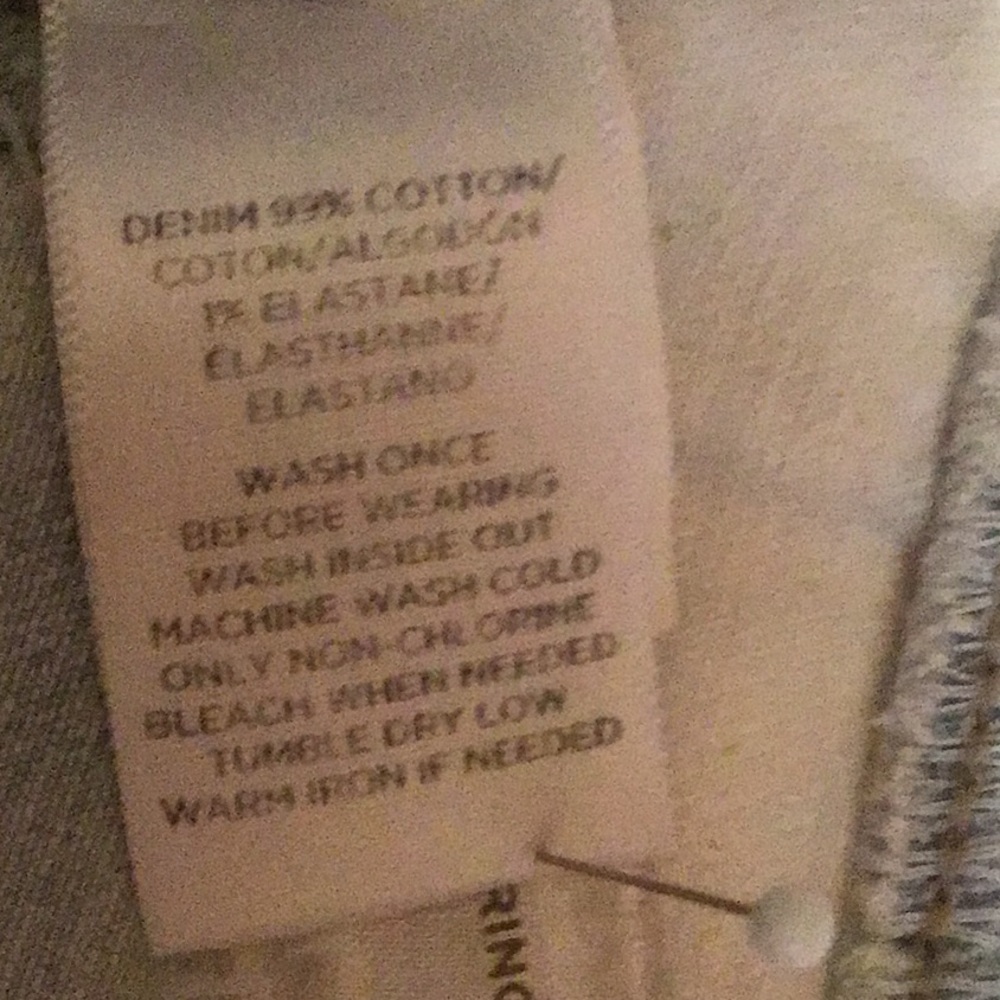 DENIM 99% COTTON/
COTON/ALGODÓN
1% ELASTANE/
ELASTHANNE/
ELASTANO
WASH ONCE
BEFORE WEARING
WASH INSIDE OUT
MACHINE WASH COLD
ONLY NON-CHLORINE
BLEACH WHEN NEEDED
TUMBLE DRY LOW
WARM IRON IF NEEDED